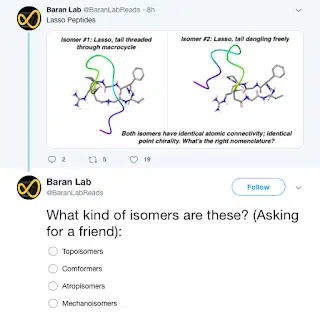 Baran Lab @BaranLabReads · 8h
Lasso Peptides
Isomer #1: Lasso, tail threaded
through macrocycle
Isomer #2: Lasso, tail dangling freely
Both isomers have identical atomic connectivity; identical
point chirality. What's the right nomenclature?
2 5 19
Baran Lab
@BaranLabReads
Follow
What kind of isomers are these? (Asking
for a friend):
Topoisomers
Comformers
Atropisomers
Mechanoisomers